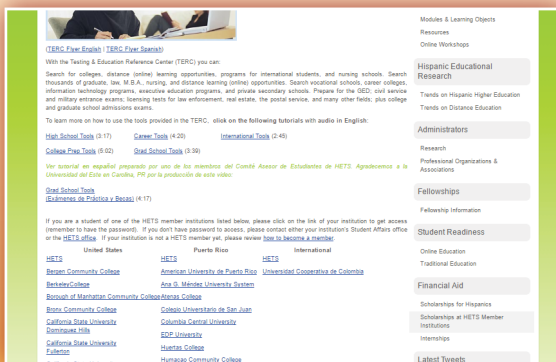 (TERC Flyer English | TERC Flyer Spanish)
With the Testing & Education Reference Center (TERC) you can:
Search for colleges, distance (online) learning opportunities, programs for international students, and nursing schools. Search
thousands of graduate, law, M.B.A., nursing, and distance learning (online) opportunities. Search vocational schools, career colleges,
information technology programs, executive education programs, and private secondary schools. Prepare for the GED; civil service
and military entrance exams; licensing tests for law enforcement, real estate, the postal service, and many other fields; plus college
and graduate school admissions exams.
To learn more on how to use the tools provided in the TERC, click on the following tutorials with audio in English:
High School Tools (3:17) Career Tools (4:20) International Tools (2:45)
College Prep Tools (5:02) Grad School Tools (3:39)
Ver tutorial en español preparado por uno de los miembros del Comité Asesor de Estudiantes de HETS. Agradecemos a la
Universidad del Este en Carolina, PR por la producción de este video:
Grad School Tools
(Exámenes de Práctica y Becas) (4:17)
If you are a student of one of the HETS member institutions listed below, please click on the link of your institution to get access
(remember to have the password). If you don't have password to access, please contact either your institution's Student Affairs office
or the HETS office. If your institution is not a HETS member yet, please review how to become a member.
United States Puerto Rico International
HETS HETS HETS
Bergen Community College American University de Puerto Rico Universidad Cooperativa de Colombia
BerkeleyCollege Ana G. Méndez University System
Borough of Manhattan Community College Atenas College
Bronx Community College Colegio Universitario de San Juan
California State University Dominguez Hills Columbia Central University
EDP University
California State University Fullerton Huertas College
Humacao Community College
Modules & Learning Objects
Resources
Online Workshops
Hispanic Educational
Research
Trends on Hispanic Higher Education
Trends on Distance Education
Administrators
Research
Professional Organizations &
Associations
Fellowships
Fellowship Information
Student Readiness
Online Education
Traditional Education
Financial Aid
Scholarships for Hispanics
Scholarships at HETS Member
Institutions
Internships
Latest Tweets